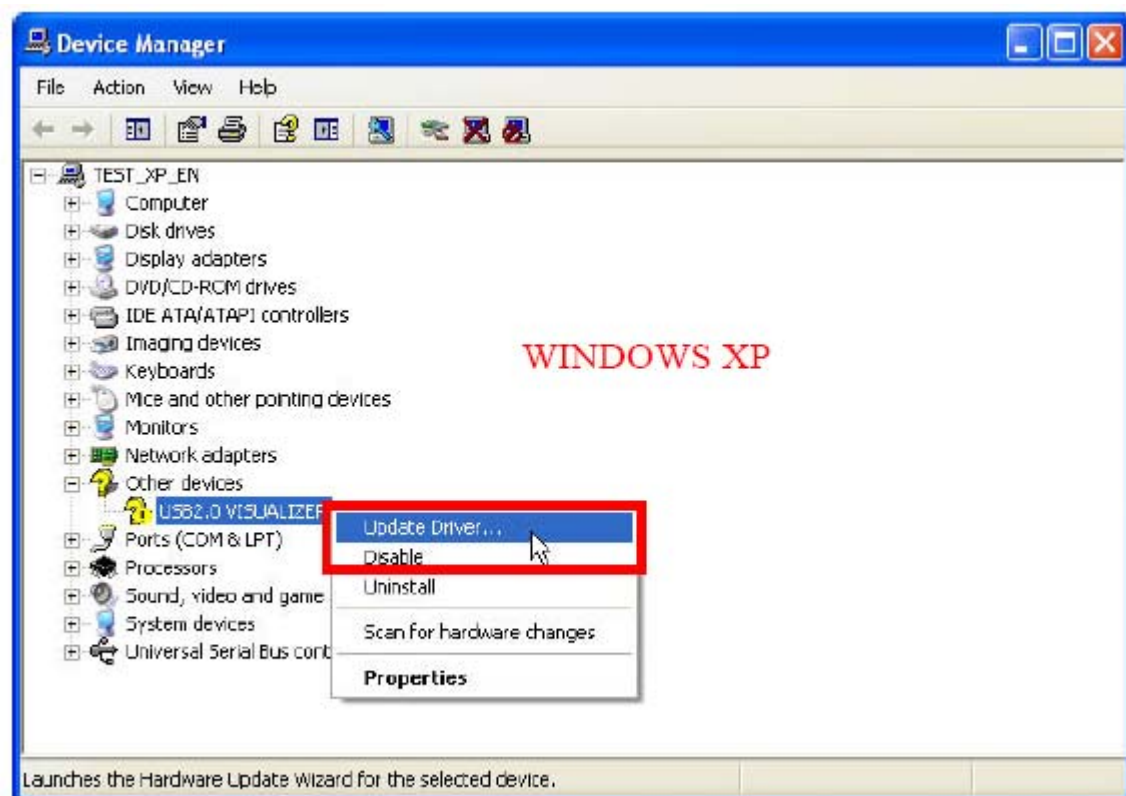 Device Manager
File Action View Help
TEST_XP_EN
Computer
Disk drives
Display adapters
DVD/CD-ROM drives
IDE ATA/ATAPI controllers
Imaging devices
WINDOWS XP
Keyboards
Mice and other pointing devices
Monitors
Network adapters
Other devices
USB2.0 VISUALIZER
Update Driver...
Ports (COM & LPT)
Disable
Processors
Uninstall
Sound, video and game
System devices
Scan for hardware changes
Universal Serial Bus cont
Properties
Launches the Hardware Update Wizard for the selected device.